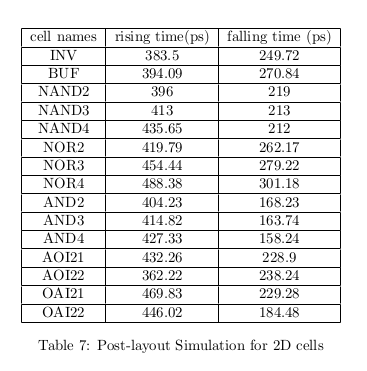 cell names rising time(ps) falling time (ps)
INV 383.5 249.72
BUF 394.09 270.84
NAND2 396 219
NAND3 413 213
NAND4 435.65 212
NOR2 419.79 262.17
NOR3 454.44 279.22
NOR4 488.38 301.18
AND2 404.23 168.23
AND3 414.82 163.74
AND4 427.33 158.24
AOI21 432.26 228.9
AOI22 362.22 238.24
OAI21 469.83 229.28
OAI22 446.02 184.48
Table 7: Post-layout Simulation for 2D cells